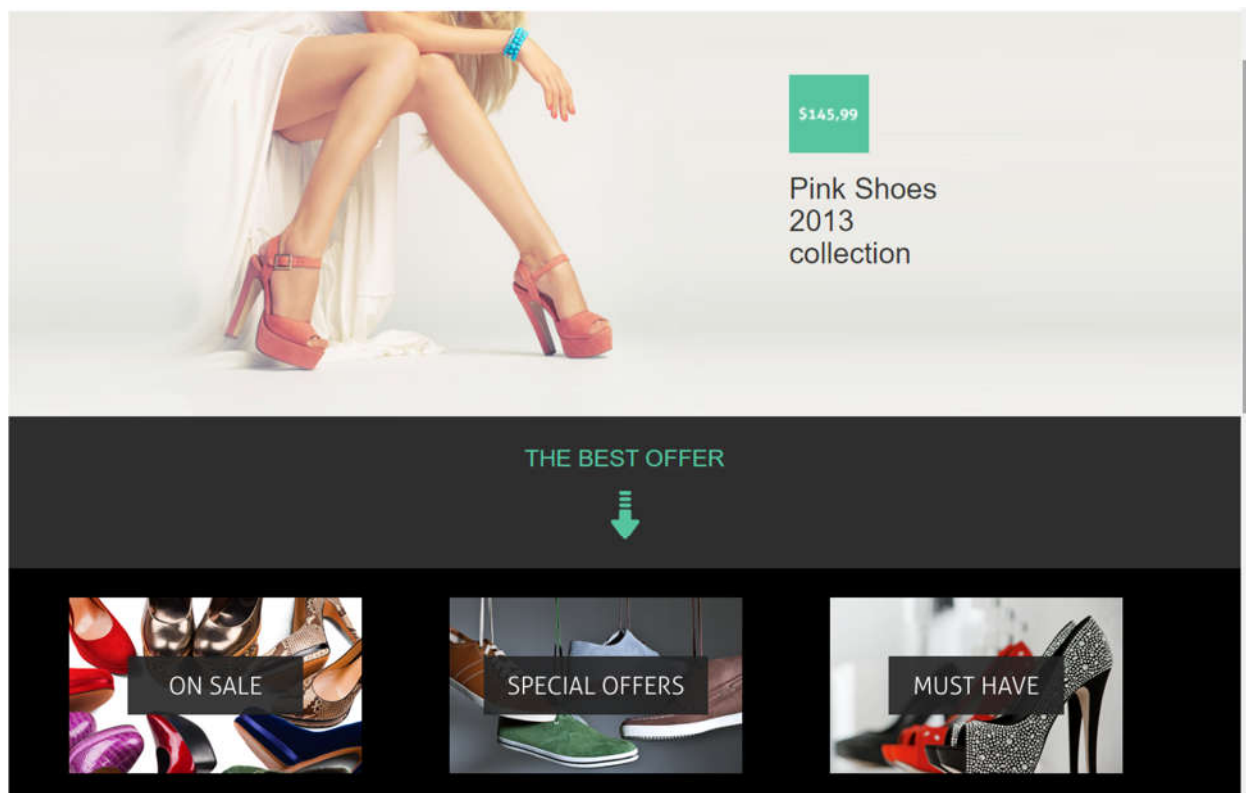 $145,99
Pink Shoes
2013
collection
THE BEST OFFER
ON SALE
SPECIAL OFFERS
MUST HAVE